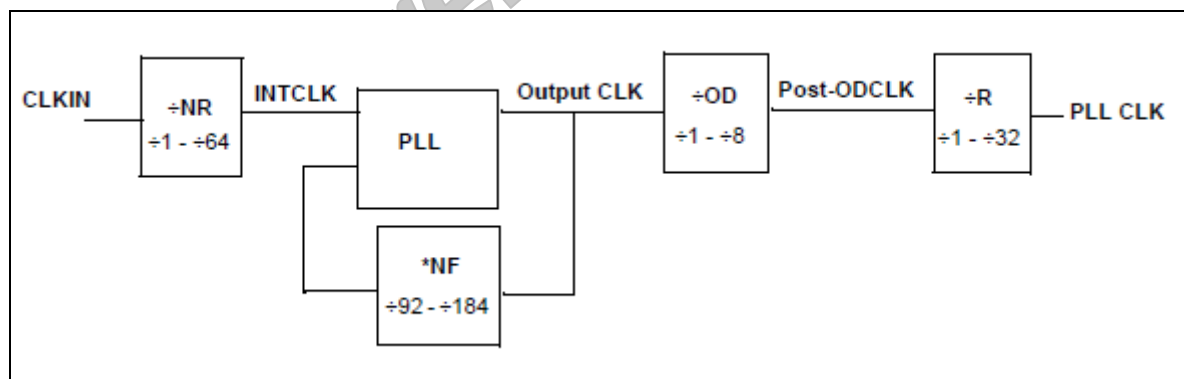 CLKIN
÷NR
÷1 - ÷64
INTCLK
PLL
Output CLK
÷OD
÷1 - ÷8
Post-ODCLK
÷R
÷1 - ÷32
PLL CLK
*NF
÷92 - ÷184